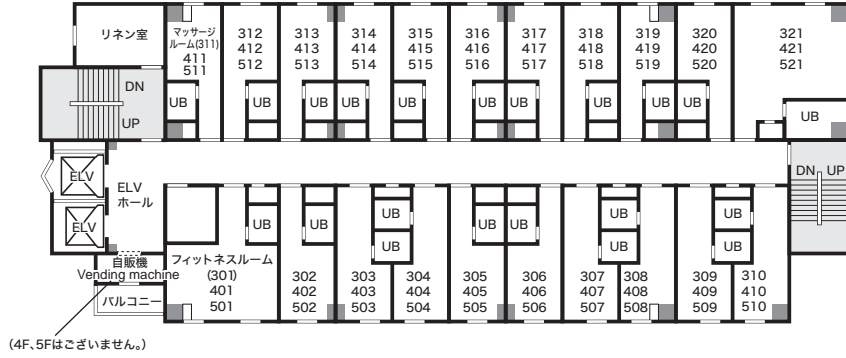 リネン室
マッサージ
ルーム(311)
411
511
312
412
512
313
413
513
314
414
514
315
415
515
316
416
516
317
417
517
318
418
518
319
419
519
320
420
520
321
421
521
DN
UP
UB
UB
UB
UB
UB
UB
UB
UB
UB
UB
UB
ELV
ELV
ELV
ホール
DN UP
自販機
Vending machine
バルコニー
フィットネスルーム
(301)
401
501
UB
302
402
502
UB
303
403
503
UB
304
404
504
UB
305
405
505
UB
306
406
506
UB
307
407
507
UB
308
408
508
UB
309
409
509
UB
310
410
510
UB
(4F、5Fはございません。)